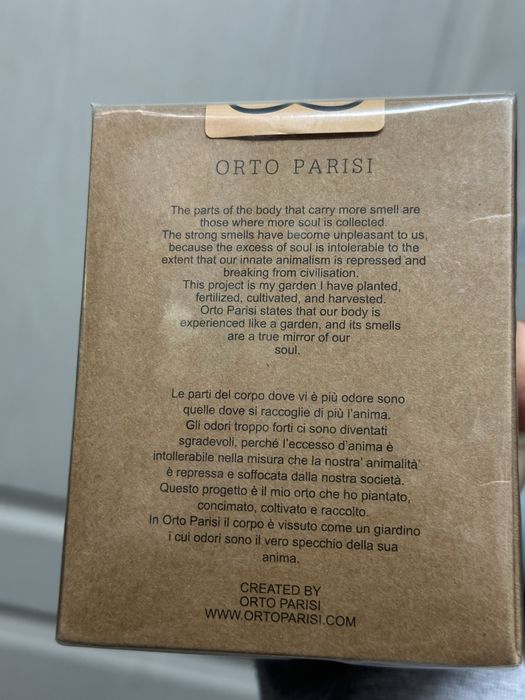 ORTO PARISI
The parts of the body that carry more smell are
those where more soul is collected.
The strong smells have become unpleasant to us,
because the excess of soul is intolerable to the
extent that our innate animalism is repressed and
breaking from civilisation.
This project is my garden I have planted,
fertilized, cultivated, and harvested.
Orto Parisi states that our body is
experienced like a garden, and its smells
are a true mirror of our
soul.
Le parti del corpo dove vi è più odore sono
quelle dove si raccoglie di più l'anima.
Gli odori troppo forti ci sono diventati
sgradevoli, perché l'eccesso d'anima è
intollerabile nella misura che la nostra' animalità'
è repressa e soffocata dalla nostra società.
Questo progetto è il mio orto che ho piantato,
concimato, coltivato e raccolto.
In Orto Parisi il corpo è vissuto come un giardino
i cui odori sono il vero specchio della sua
anima.
CREATED BY
ORTO PARISI
WWW.ORTOPARISI.COM